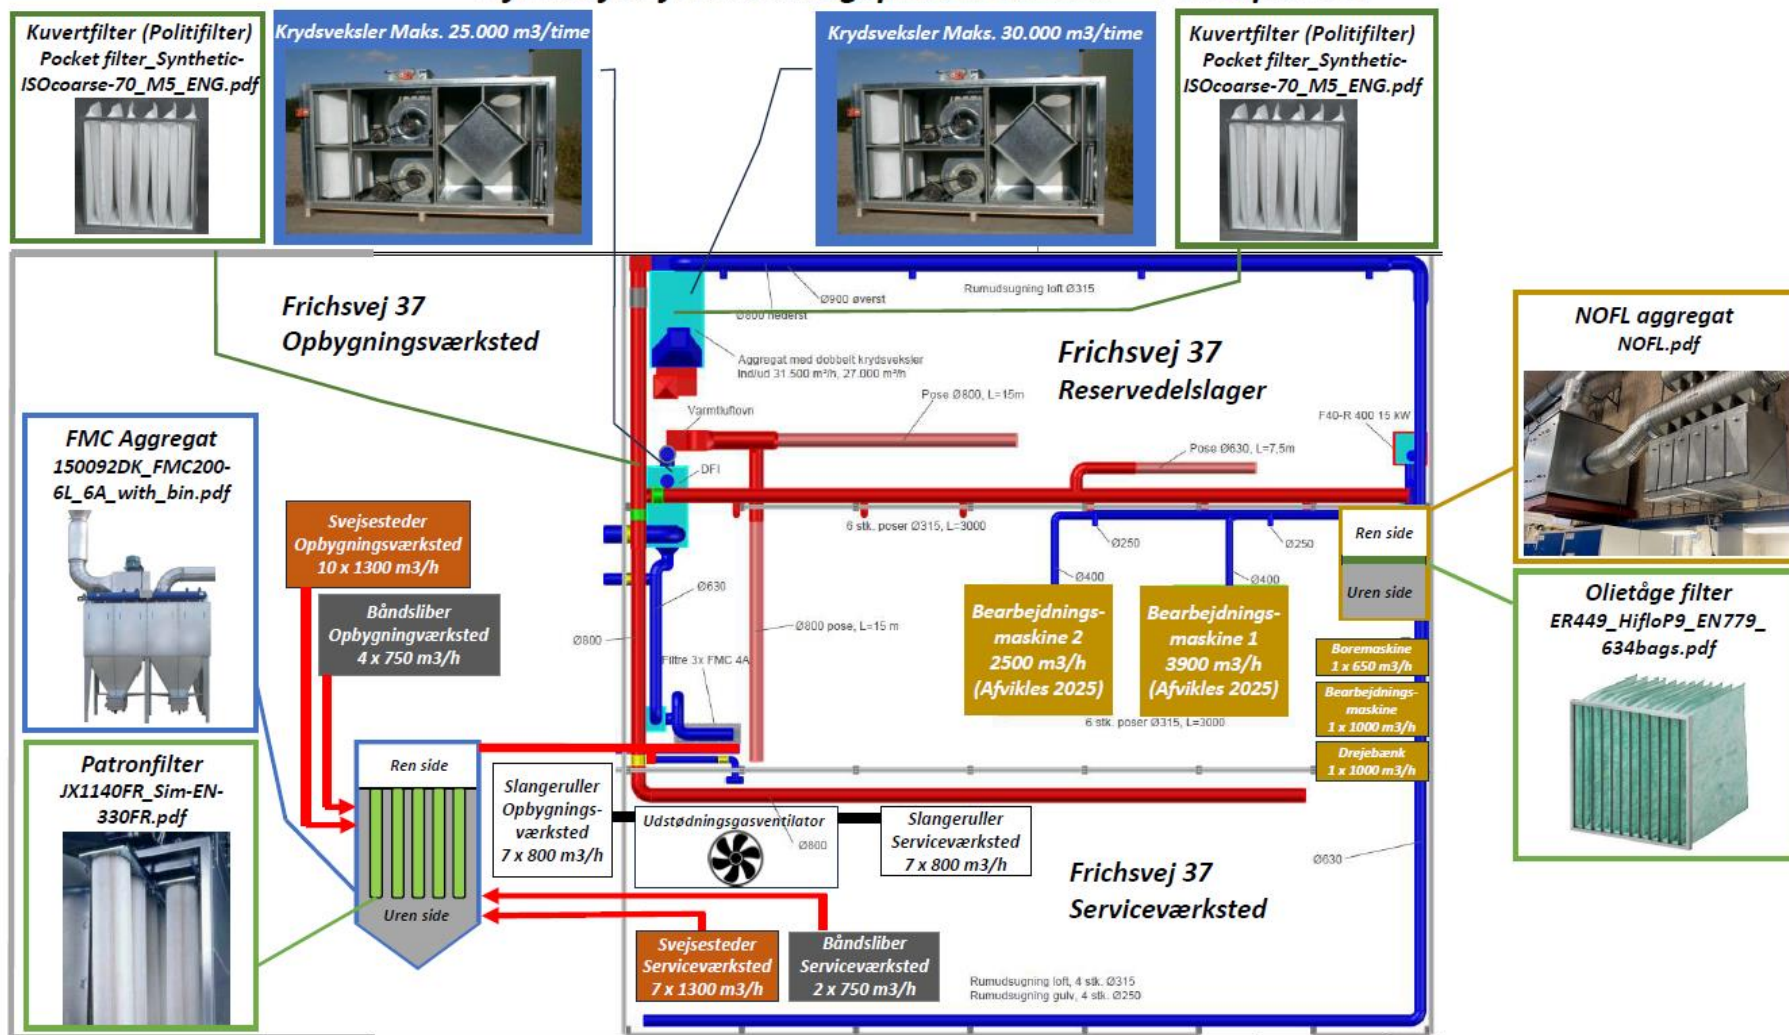 Kuvertfilter (Politifilter)
Pocket filter_Synthetic-
ISOcoarse-70_M5_ENG.pdf
Krydsveksler Maks. 25.000 m3/time
Krydsveksler Maks. 30.000 m3/time
Kuvertfilter (Politifilter)
Pocket filter_Synthetic-
ISOcoarse-70_M5_ENG.pdf
Frichsvej 37
Opbygningsværksted
Ø900 øverst
Ø800 nederst
Rumudsugning loft Ø315
Aggregat med dobbelt krydsveksler
Ind/ud 31.500 m³/h, 27.000 m³/h
Frichsvej 37
Reservedelslager
NOFL aggregat
NOFL.pdf
Varmtluftovn
Pose Ø800, L=15m
F40-R 400 15 kW
DFI
Pose Ø630, L=7,5m
FMC Aggregat
150092DK_FMC200-
6L_6A_with_bin.pdf
Svejsesteder
Opbygningsværksted
10 x 1300 m3/h
6 stk. poser Ø315, L=3000
Ø250
Ø250
Ren side
Uren side
Båndsliber
Opbygningværksted
4 x 750 m3/h
Ø630
Ø400
Ø400
Bearbejdnings-
maskine 2
2500 m3/h
(Afvikles 2025)
Bearbejdnings-
maskine 1
3900 m3/h
(Afvikles 2025)
Olietåge filter
ER449_HifloP9_EN779_
634bags.pdf
Ø800
Ø800 pose, L=15 m
Filtre 3x FMC 4A
Boremaskine
1 x 650 m3/h
Bearbejdnings-
maskine
1 x 1000 m3/h
6 stk. poser Ø315, L=3000
Drejebænk
1 x 1000 m3/h
Patronfilter
JX1140FR_Sim-EN-
330FR.pdf
Ren side
Uren side
Slangeruller
Opbygnings-
værksted
7 x 800 m3/h
Udstødningsgasventilator
Ø800
Slangeruller
Serviceværksted
7 x 800 m3/h
Ø630
Frichsvej 37
Serviceværksted
Svejsesteder
Serviceværksted
7 x 1300 m3/h
Båndsliber
Serviceværksted
2 x 750 m3/h
Rumudsugning loft, 4 stk. Ø315
Rumudsugning gulv, 4 stk. Ø250